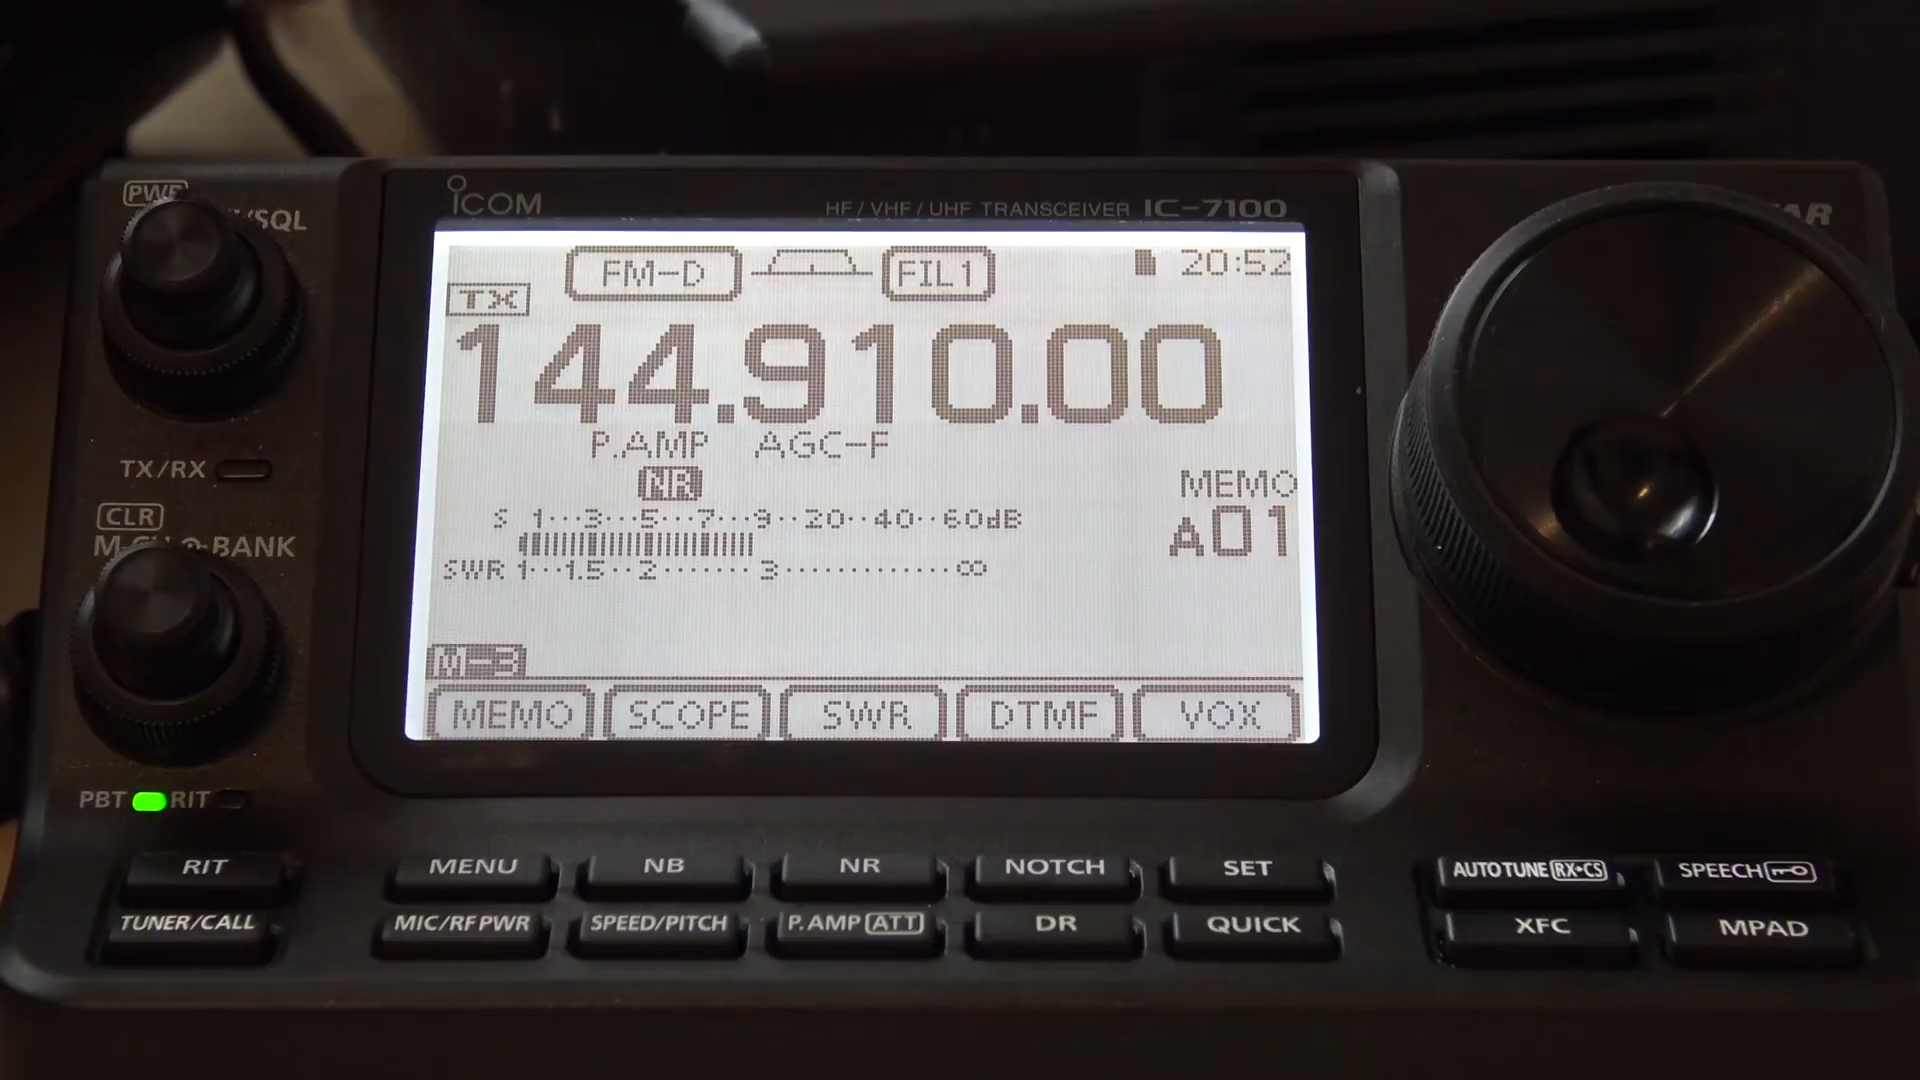 ICOM
HF/VHF/UHF TRANSCEIVER IC-7100
PWR
/SQL
FM-D FIL1 20:52
TX
144.910.00
P.AMP AGC-F
NR
MEMO
A01
S 1···3···5···7···9··20··40··60dB
SWR 1···1.5···2·······3············∞
M-3
MEMO SCOPE SWR DTMF VOX
TX/RX
CLR
BANK
PBT RIT
RIT MENU NB NR NOTCH SET AUTO TUNE RX→CS SPEECH
TUNER/CALL MIC/RF PWR SPEED/PITCH P.AMP ATT DR QUICK XFC MPAD